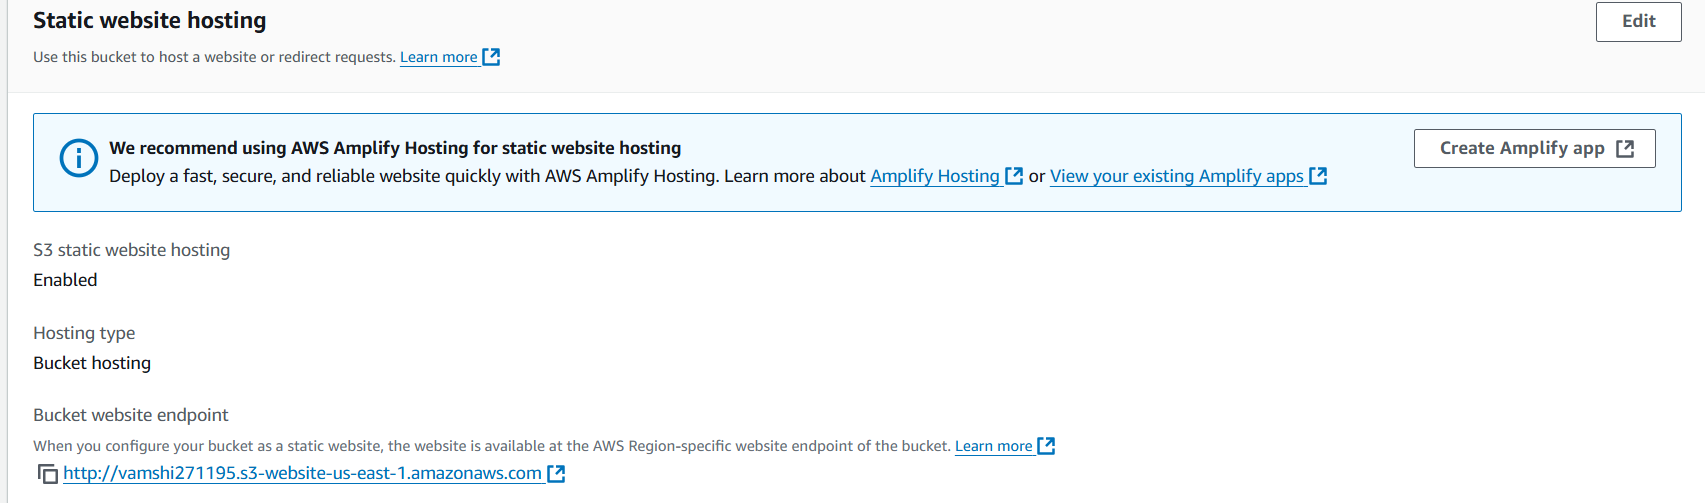 Static website hosting
Edit
Use this bucket to host a website or redirect requests. Learn more
We recommend using AWS Amplify Hosting for static website hosting
Create Amplify app
Deploy a fast, secure, and reliable website quickly with AWS Amplify Hosting. Learn more about Amplify Hosting or View your existing Amplify apps
S3 static website hosting
Enabled
Hosting type
Bucket hosting
Bucket website endpoint
When you configure your bucket as a static website, the website is available at the AWS Region-specific website endpoint of the bucket. Learn more
http://vamshi271195.s3-website-us-east-1.amazonaws.com